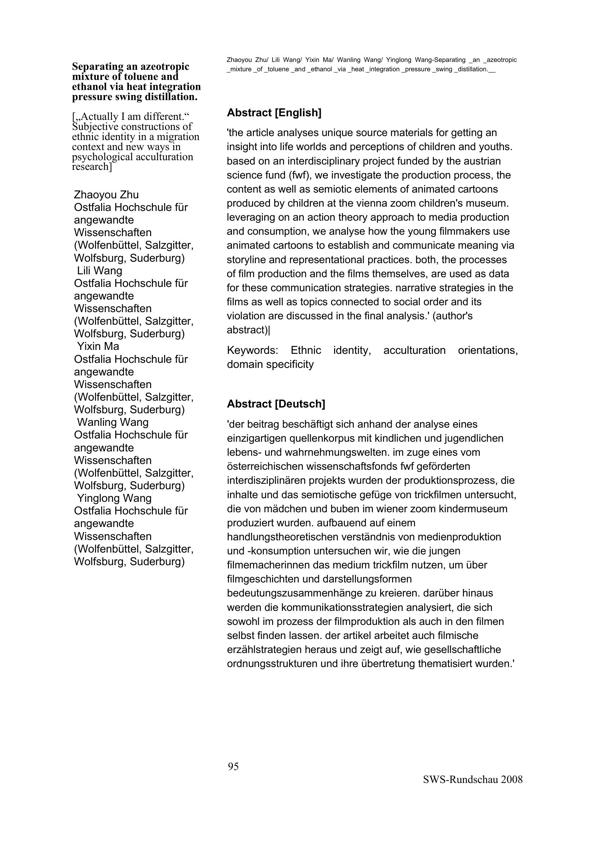 Separating an azeotropic
mixture of toluene and
ethanol via heat integration
pressure swing distillation.
[„Actually I am different.“
Subjective constructions of
ethnic identity in a migration
context and new ways in
psychological acculturation
research]
Zhaoyou Zhu
Ostfalia Hochschule für
angewandte
Wissenschaften
(Wolfenbüttel, Salzgitter,
Wolfsburg, Suderburg)
Lili Wang
Ostfalia Hochschule für
angewandte
Wissenschaften
(Wolfenbüttel, Salzgitter,
Wolfsburg, Suderburg)
Yixin Ma
Ostfalia Hochschule für
angewandte
Wissenschaften
(Wolfenbüttel, Salzgitter,
Wolfsburg, Suderburg)
Wanling Wang
Ostfalia Hochschule für
angewandte
Wissenschaften
(Wolfenbüttel, Salzgitter,
Wolfsburg, Suderburg)
Yinglong Wang
Ostfalia Hochschule für
angewandte
Wissenschaften
(Wolfenbüttel, Salzgitter,
Wolfsburg, Suderburg)
Zhaoyou Zhu/ Lili Wang/ Yixin Ma/ Wanling Wang/ Yinglong Wang-Separating _an _azeotropic
_mixture _of _toluene _and _ethanol _via _heat _integration _pressure _swing _distillation.__
Abstract [English]
'the article analyses unique source materials for getting an
insight into life worlds and perceptions of children and youths.
based on an interdisciplinary project funded by the austrian
science fund (fwf), we investigate the production process, the
content as well as semiotic elements of animated cartoons
produced by children at the vienna zoom children's museum.
leveraging on an action theory approach to media production
and consumption, we analyse how the young filmmakers use
animated cartoons to establish and communicate meaning via
storyline and representational practices. both, the processes
of film production and the films themselves, are used as data
for these communication strategies. narrative strategies in the
films as well as topics connected to social order and its
violation are discussed in the final analysis.' (author's
abstract)|
Keywords: Ethnic identity, acculturation orientations,
domain specificity
Abstract [Deutsch]
'der beitrag beschäftigt sich anhand der analyse eines
einzigartigen quellenkorpus mit kindlichen und jugendlichen
lebens- und wahrnehmungswelten. im zuge eines vom
österreichischen wissenschaftsfonds fwf geförderten
interdisziplinären projekts wurden der produktionsprozess, die
inhalte und das semiotische gefüge von trickfilmen untersucht,
die von mädchen und buben im wiener zoom kindermuseum
produziert wurden. aufbauend auf einem
handlungstheoretischen verständnis von medienproduktion
und -konsumption untersuchen wir, wie die jungen
filmemacherinnen das medium trickfilm nutzen, um über
filmgeschichten und darstellungsformen
bedeutungszusammenhänge zu kreieren. darüber hinaus
werden die kommunikationsstrategien analysiert, die sich
sowohl im prozess der filmproduktion als auch in den filmen
selbst finden lassen. der artikel arbeitet auch filmische
erzählstrategien heraus und zeigt auf, wie gesellschaftliche
ordnungsstrukturen und ihre übertretung thematisiert wurden.'
95
SWS-Rundschau 2008